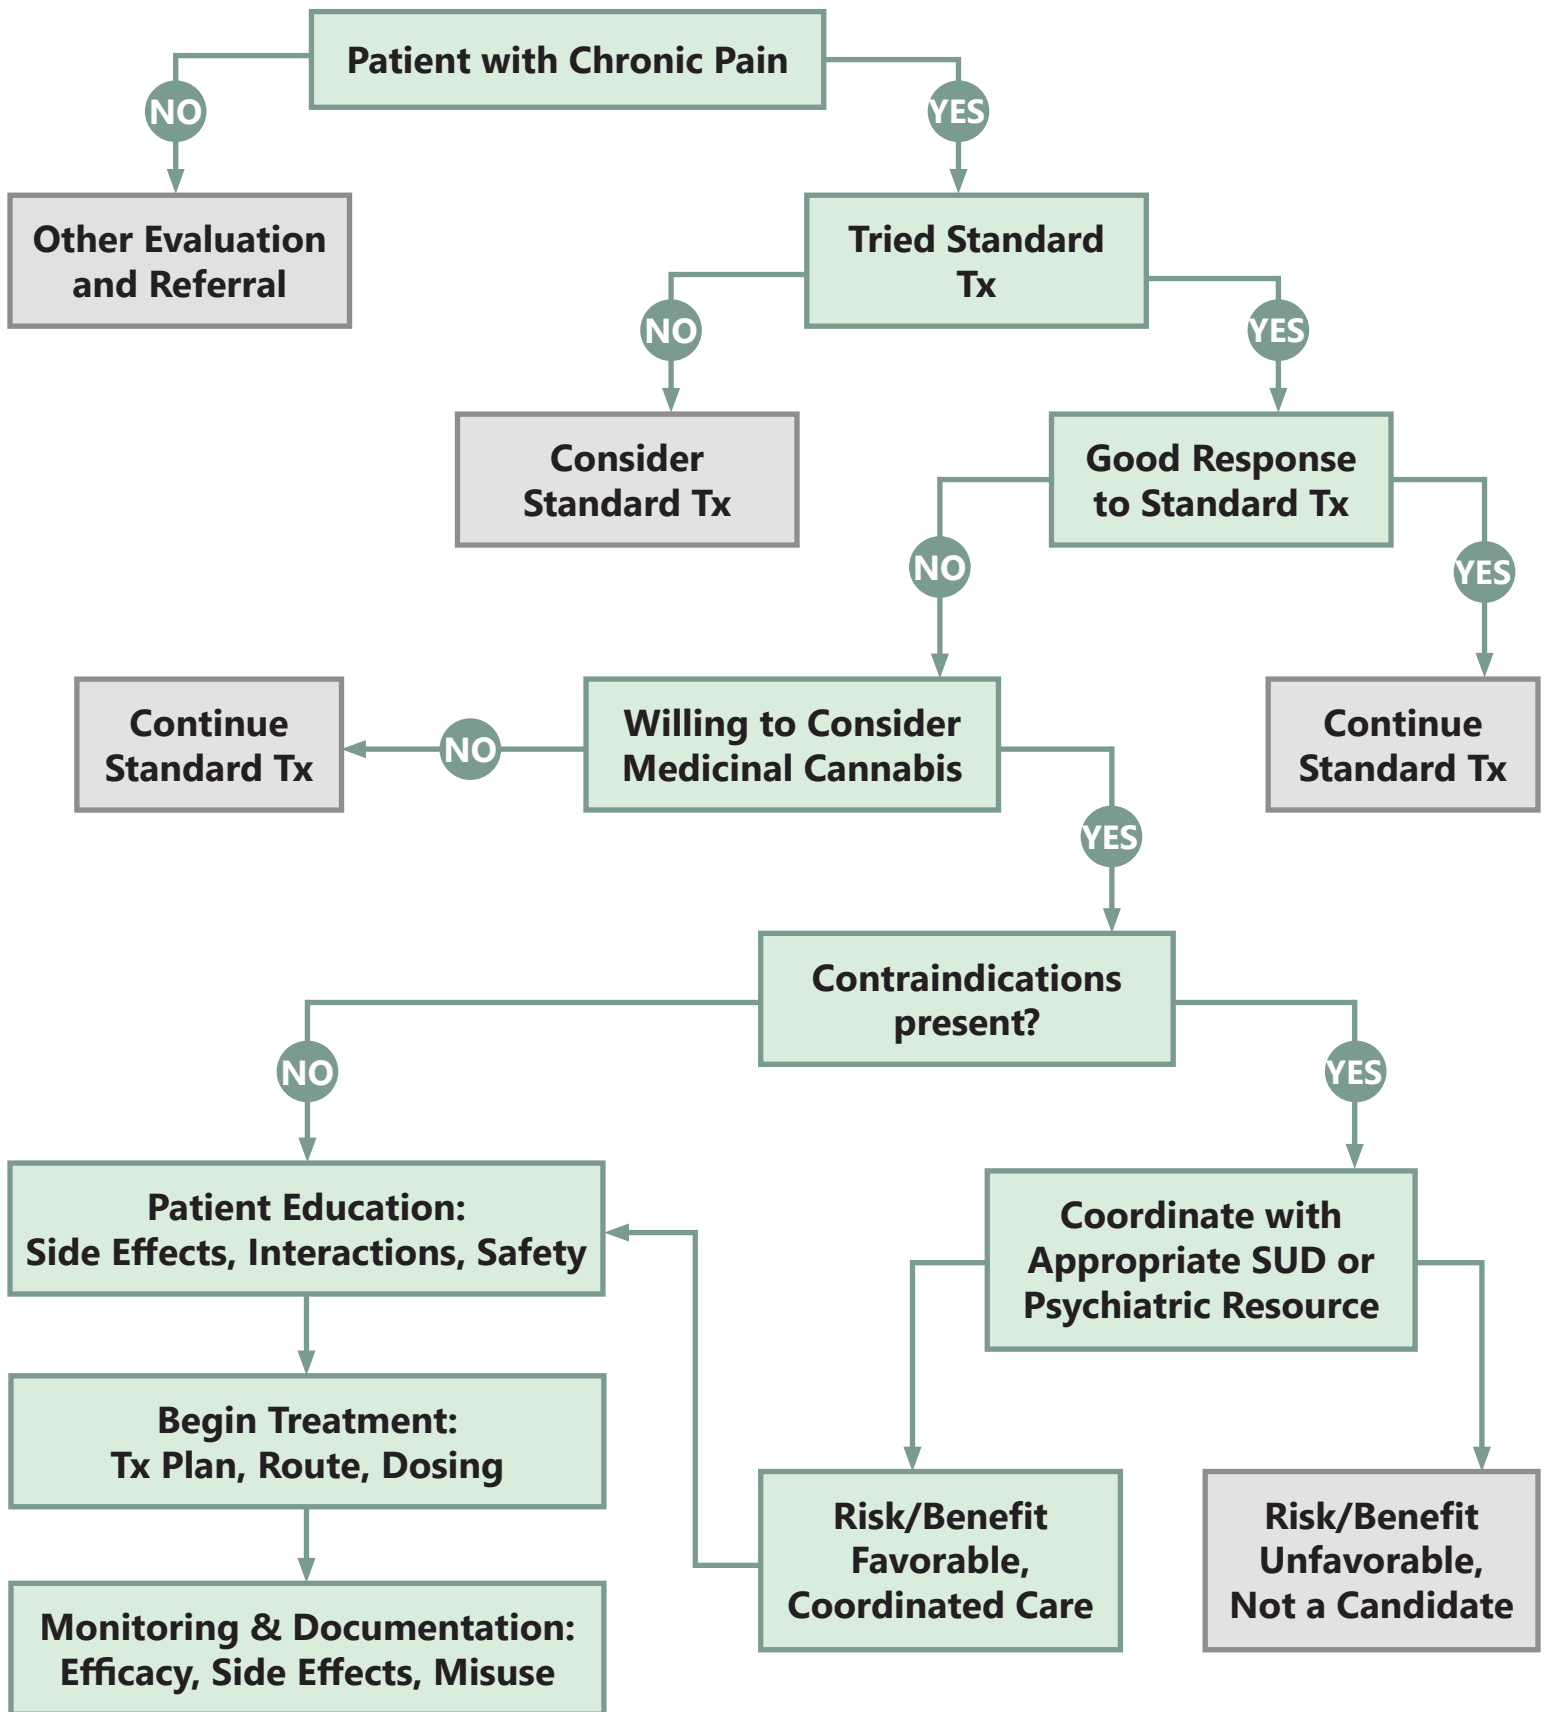 Patient with Chronic Pain
NO
YES
Other Evaluation
and Referral
Tried Standard
Tx
NO
YES
Consider
Standard Tx
Good Response
to Standard Tx
NO
YES
Continue
Standard Tx
NO
Willing to Consider
Medicinal Cannabis
Continue
Standard Tx
YES
Contraindications
present?
NO
YES
Patient Education:
Side Effects, Interactions, Safety
Coordinate with
Appropriate SUD or
Psychiatric Resource
Begin Treatment:
Tx Plan, Route, Dosing
Risk/Benefit
Favorable,
Coordinated Care
Risk/Benefit
Unfavorable,
Not a Candidate
Monitoring & Documentation:
Efficacy, Side Effects, Misuse